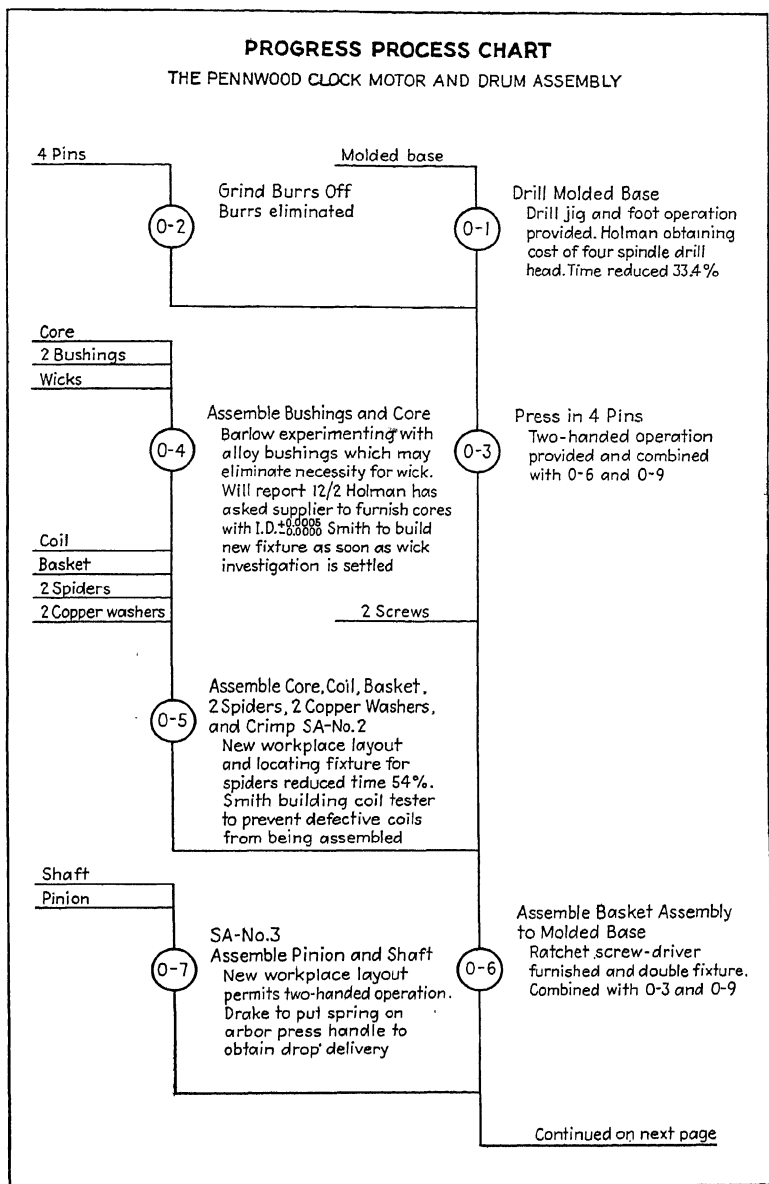 PROGRESS PROCESS CHART
THE PENNWOOD CLOCK MOTOR AND DRUM ASSEMBLY
4 Pins
Molded base
O-2
Grind Burrs Off
Burrs eliminated
O-1
Drill Molded Base
Drill jig and foot operation
provided. Holman obtaining
cost of four spindle drill
head. Time reduced 33.4%
Core
2 Bushings
Wicks
O-4
Assemble Bushings and Core
Barlow experimenting with
alloy bushings which may
eliminate necessity for wick.
Will report 12/2 Holman has
asked supplier to furnish cores
with I.D. +0.0005 -0.0000 Smith to build
new fixture as soon as wick
investigation is settled
O-3
Press in 4 Pins
Two-handed operation
provided and combined
with O-6 and O-9
Coil
Basket
2 Spiders
2 Copper washers
2 Screws
O-5
Assemble Core, Coil, Basket,
2 Spiders, 2 Copper Washers,
and Crimp SA-No.2
New workplace layout
and locating fixture for
spiders reduced time 54%.
Smith building coil tester
to prevent defective coils
from being assembled
Shaft
Pinion
O-7
SA-No.3
Assemble Pinion and Shaft
New workplace layout
permits two-handed operation.
Drake to put spring on
arbor press handle to
obtain drop delivery
O-6
Assemble Basket Assembly
to Molded Base
Ratchet screw-driver
furnished and double fixture.
Combined with O-3 and O-9
Continued on next page